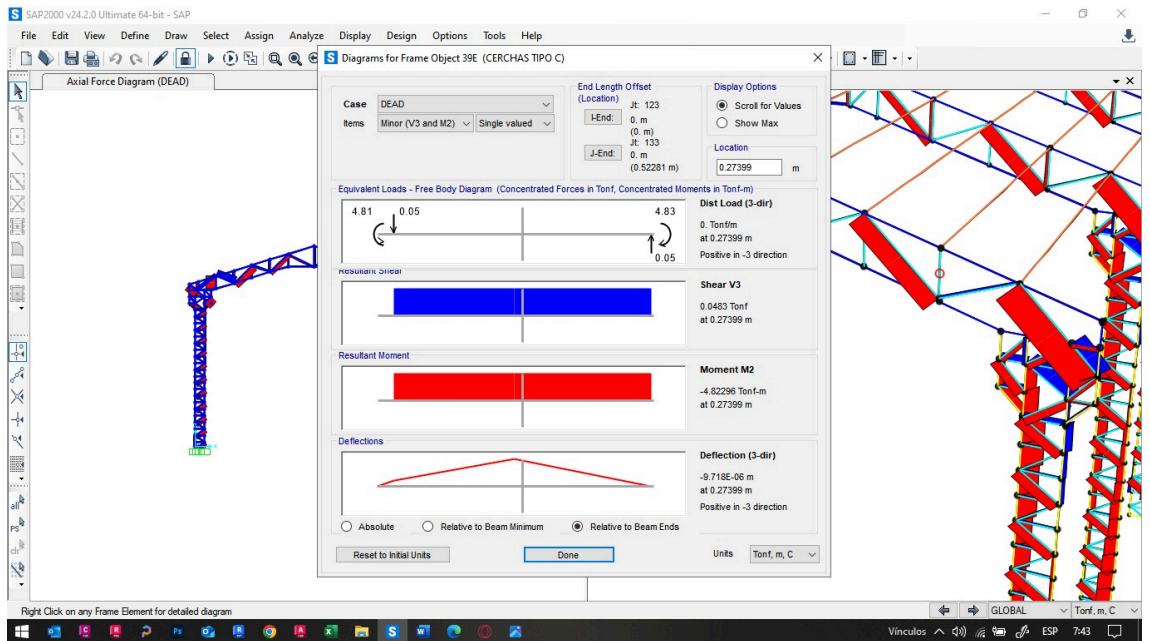 SAP2000 v24.2.0 Ultimate 64-bit - SAP
File Edit View Define Draw Select Assign Analyze Display Design Options Tools Help
Axial Force Diagram (DEAD)
Diagrams for Frame Object 39E (CERCHAS TIPO C)
Case DEAD
Items Minor (V3 and M2) Single valued
End Length Offset
(Location)
Jt: 123
I-End: 0. m
(0. m)
Jt: 133
J-End: 0. m
(0.52281 m)
Display Options
Scroll for Values
Show Max
Location
0.27399 m
Equivalent Loads - Free Body Diagram (Concentrated Forces in Tonf, Concentrated Moments in Tonf-m)
4.81 0.05 4.83
0.05
Dist Load (3-dir)
0. Tonf/m
at 0.27399 m
Positive in -3 direction
Resultant Shear
Shear V3
0.0483 Tonf
at 0.27399 m
Resultant Moment
Moment M2
-4.82296 Tonf-m
at 0.27399 m
Deflections
Deflection (3-dir)
-9.718E-06 m
at 0.27399 m
Positive in -3 direction
Absolute Relative to Beam Minimum Relative to Beam Ends
Reset to Initial Units Done Units Tonf, m, C
all
PS
clr
Right Click on any Frame Element for detailed diagram GLOBAL Tonf, m, C
Vínculos ESP 7:43